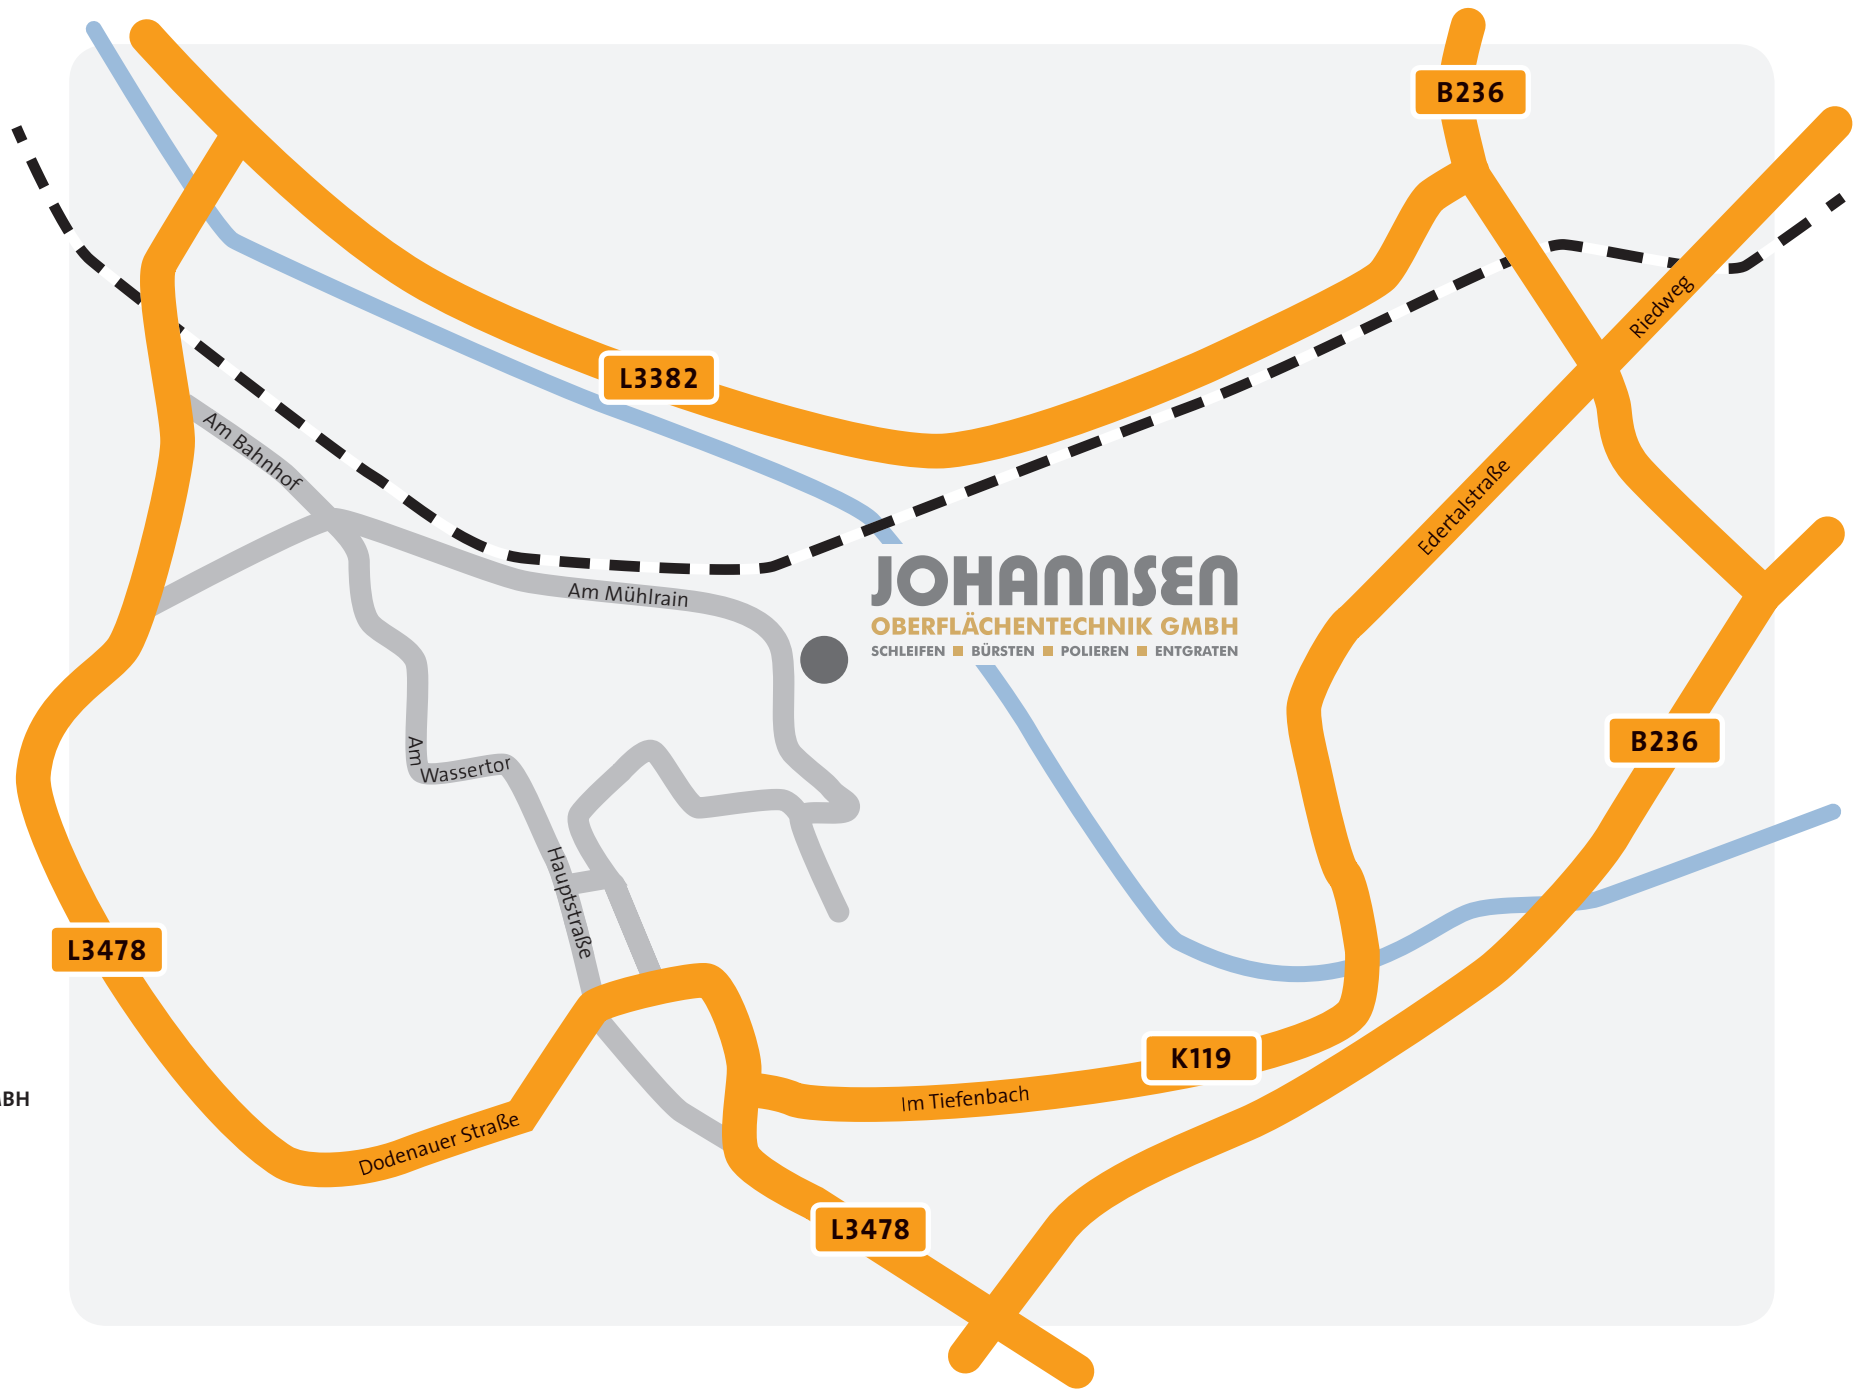 B236
Riedweg
L3382
Am Bahnhof
Edertalstraße
JOHANNSEN
OBERFLÄCHENTECHNIK GMBH
SCHLEIFEN ■ BÜRSTEN ■ POLIEREN ■ ENTGRATEN
Am Mühlrain
B236
Am Wassertor
Hauptstraße
L3478
K119
Im Tiefenbach
Dodenauer Straße
L3478